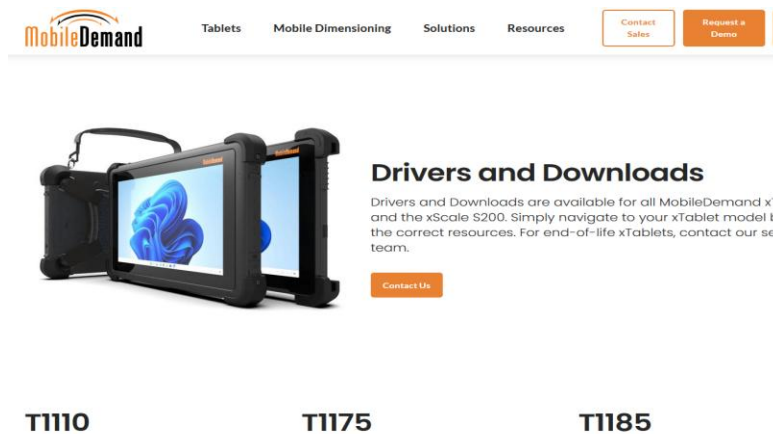 MobileDemand
Tablets
Mobile Dimensioning
Solutions
Resources
Contact
Sales
Request a
Demo
Drivers and Downloads
Drivers and Downloads are available for all MobileDemand
and the xScale S200. Simply navigate to your xTablet model
the correct resources. For end-of-life xTablets, contact our
team.
Contact Us
T1110
T1175
T1185